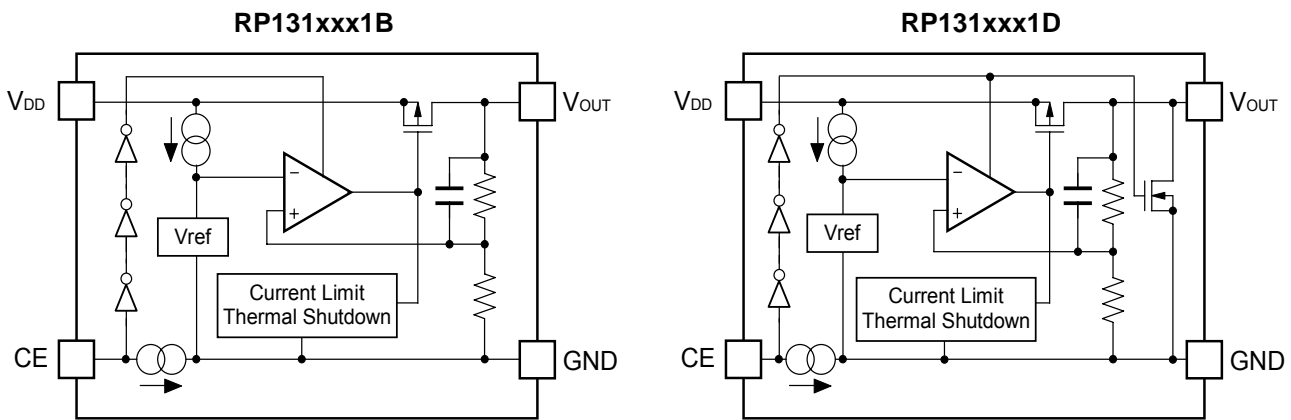 RP131xxx1B
VDD
VOUT
−
+
Vref
Current Limit
Thermal Shutdown
CE
GND
RP131xxx1D
VDD
VOUT
−
+
Vref
Current Limit
Thermal Shutdown
CE
GND